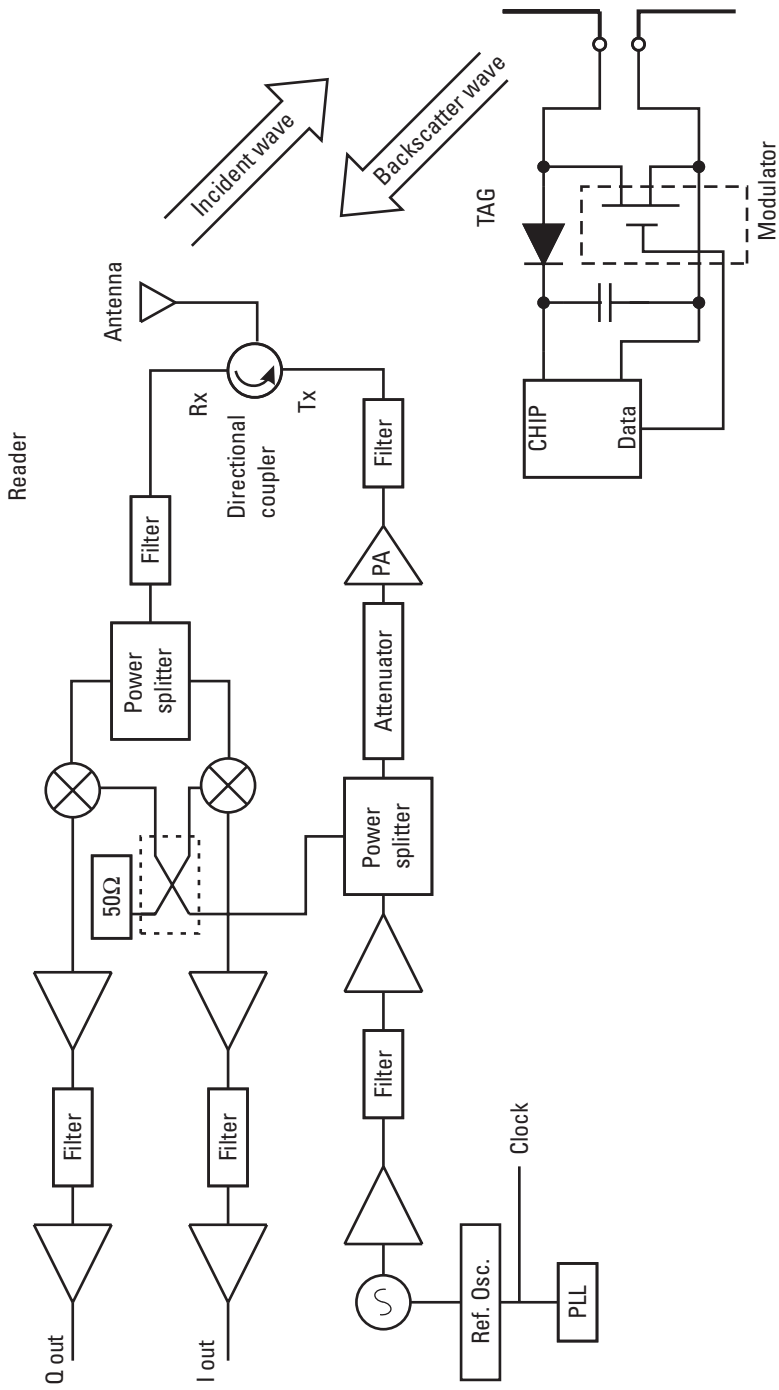 Reader
Q out
Filter
I out
Filter
50Ω
Power
splitter
Filter
Antenna
Rx
Directional
coupler
Tx
Ref. Osc.
PLL
Clock
Filter
Power
splitter
Attenuator
PA
Filter
Incident wave
Backscatter wave
TAG
CHIP
Data
Modulator